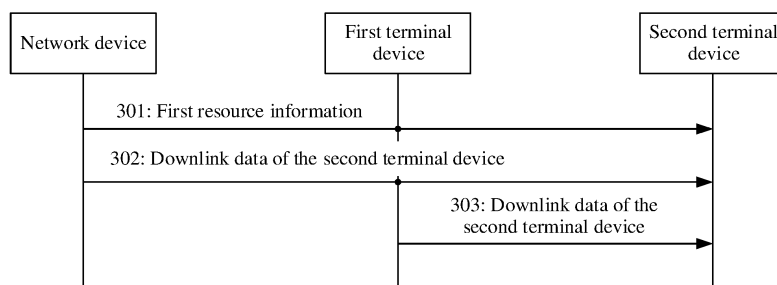 Network device
First terminal
device
Second terminal
device
301: First resource information
302: Downlink data of the second terminal device
303: Downlink data of the
second terminal device